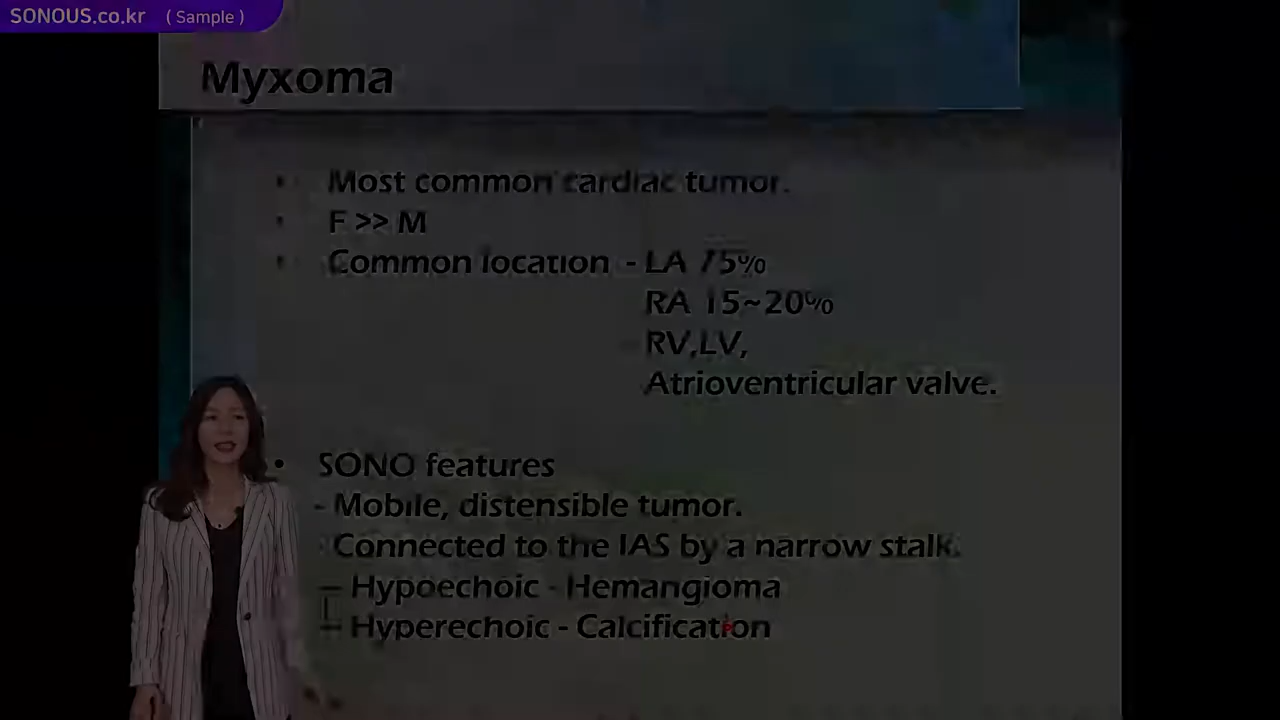 SONOUS.co.kr ( Sample )
Myxoma
• Most common cardiac tumor.
• F >> M
• Common location - LA 75%
RA 15~20%
RV,LV,
Atrioventricular valve.
• SONO features
- Mobile, distensible tumor.
- Connected to the IAS by a narrow stalk.
– Hypoechoic - Hemangioma
– Hyperechoic - Calcification